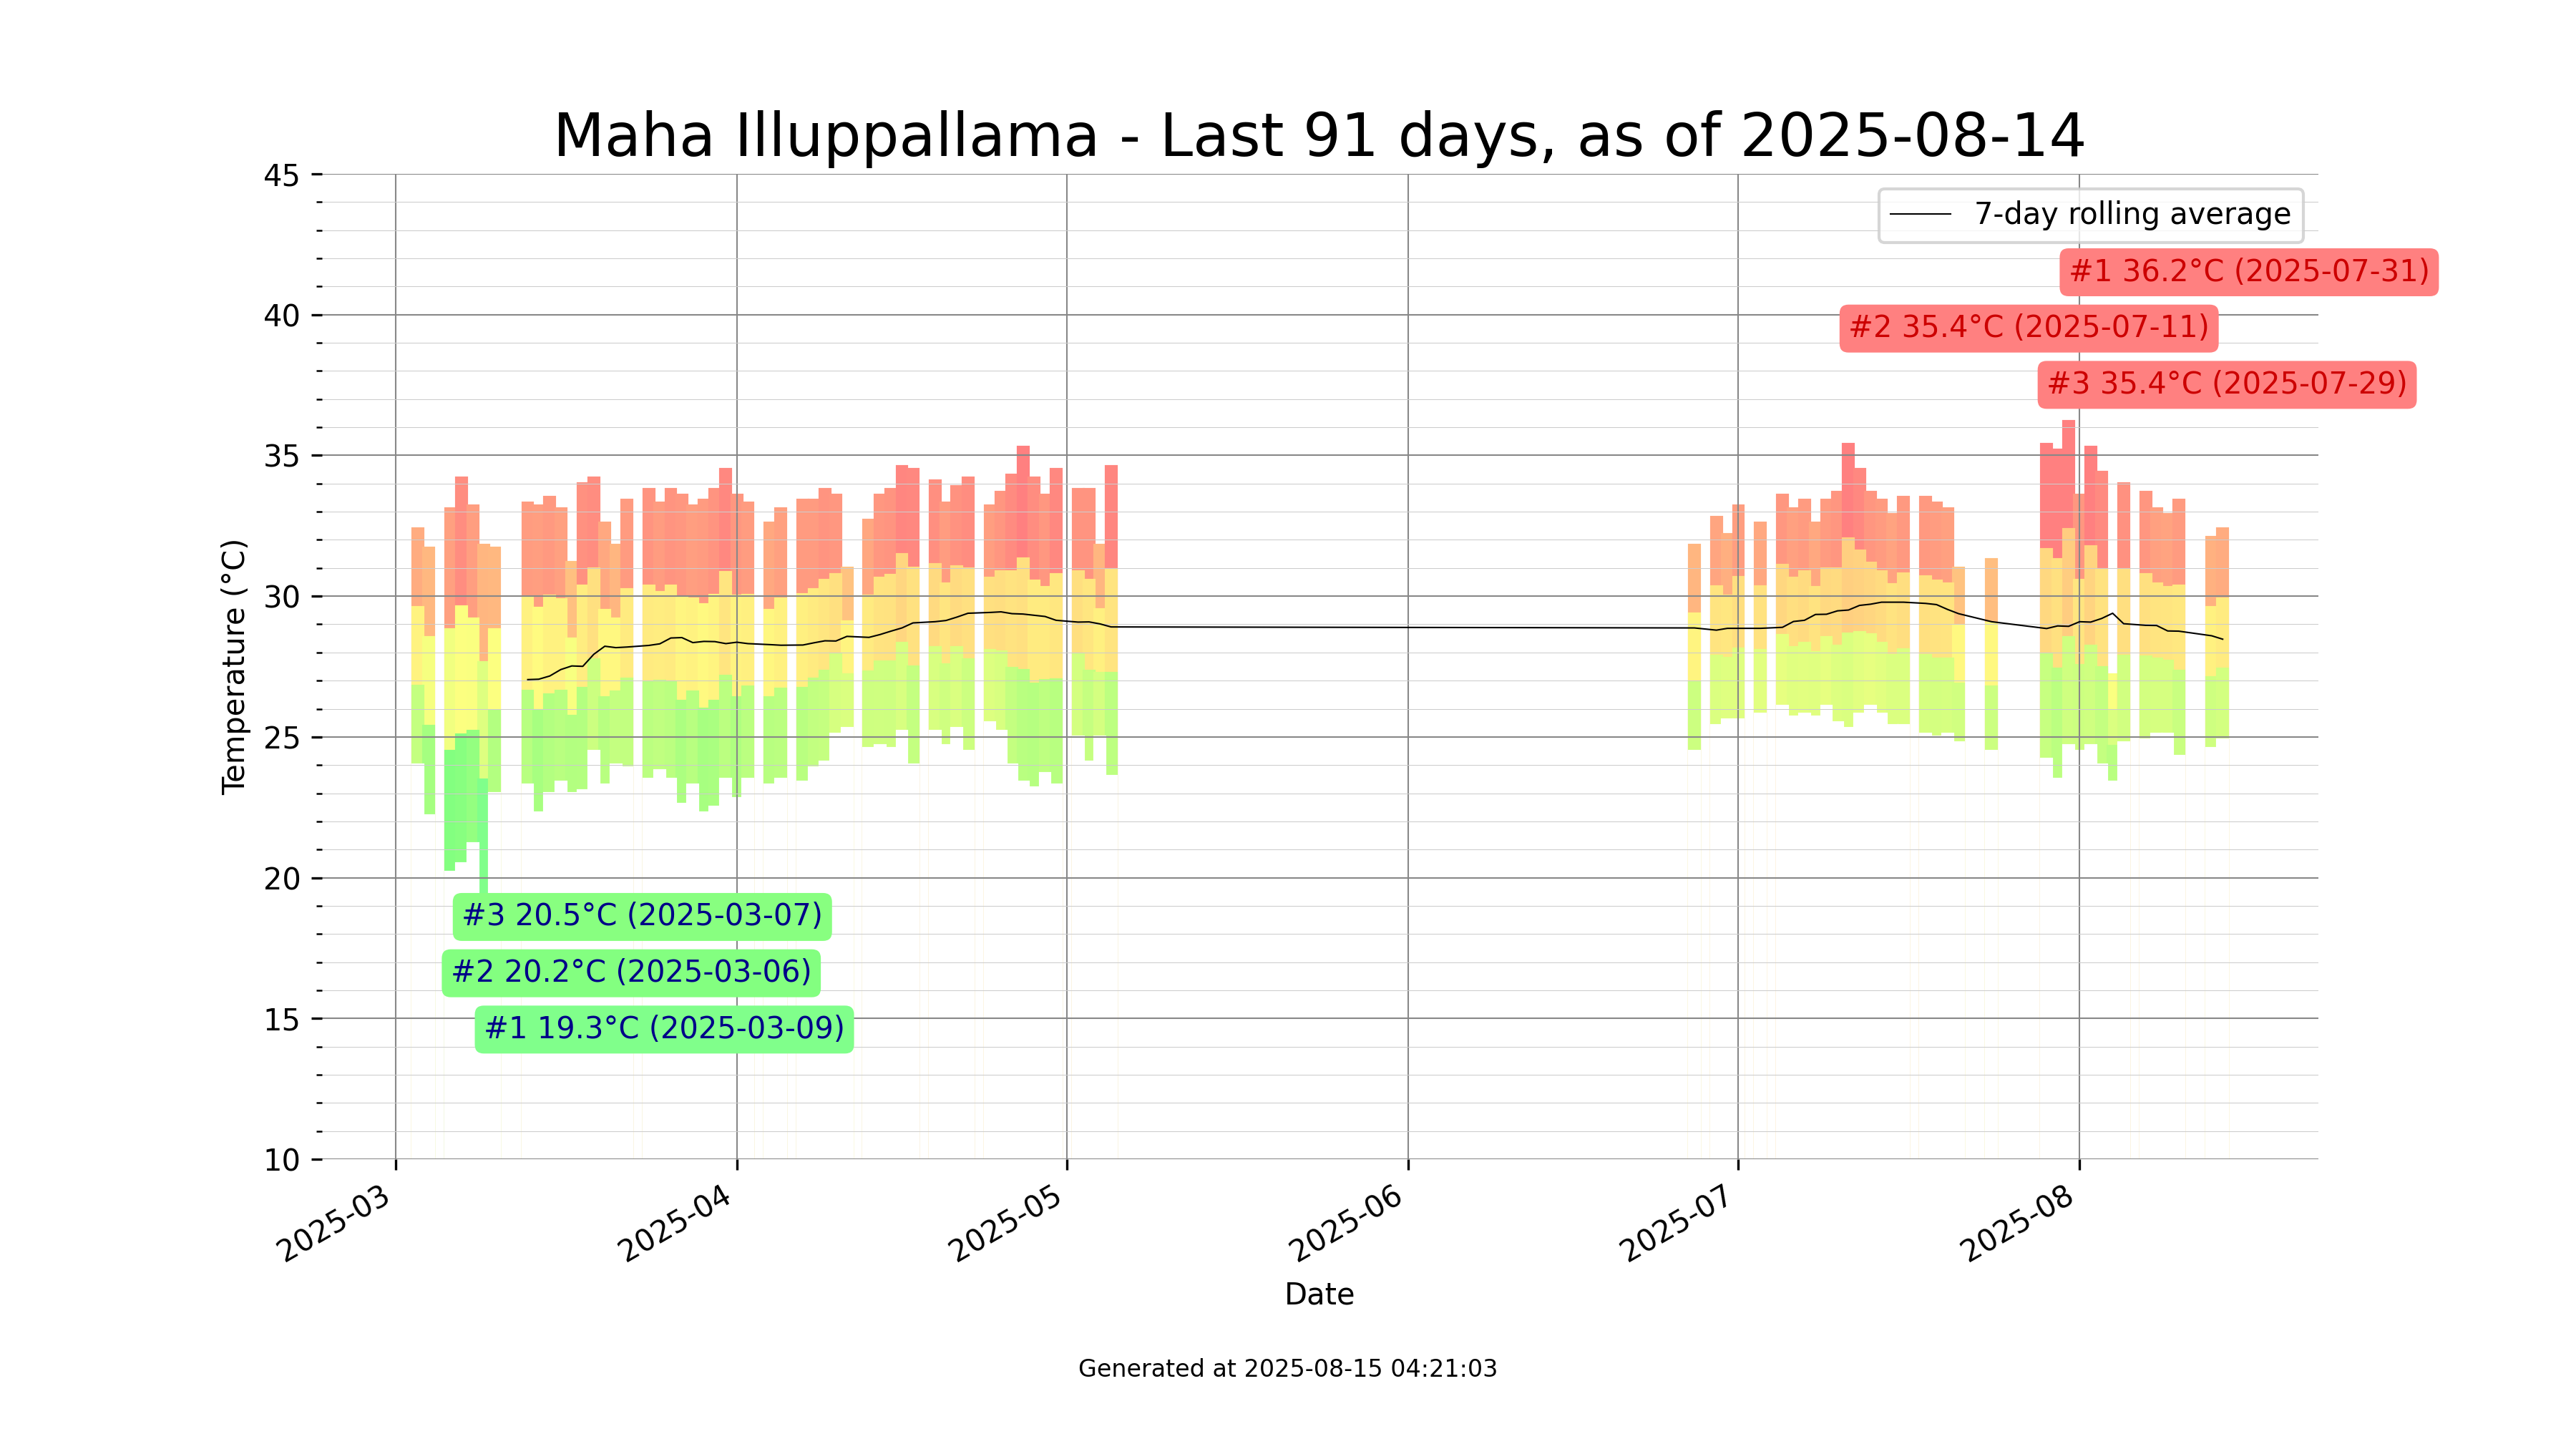 Maha Illuppallama - Last 91 days, as of 2025-08-14
45
40
35
30
25
20
15
10
Temperature (°C)
7-day rolling average
#1 36.2°C (2025-07-31)
#2 35.4°C (2025-07-11)
#3 35.4°C (2025-07-29)
#3 20.5°C (2025-03-07)
#2 20.2°C (2025-03-06)
#1 19.3°C (2025-03-09)
2025-03
2025-04
2025-05
2025-06
2025-07
2025-08
Date
Generated at 2025-08-15 04:21:03